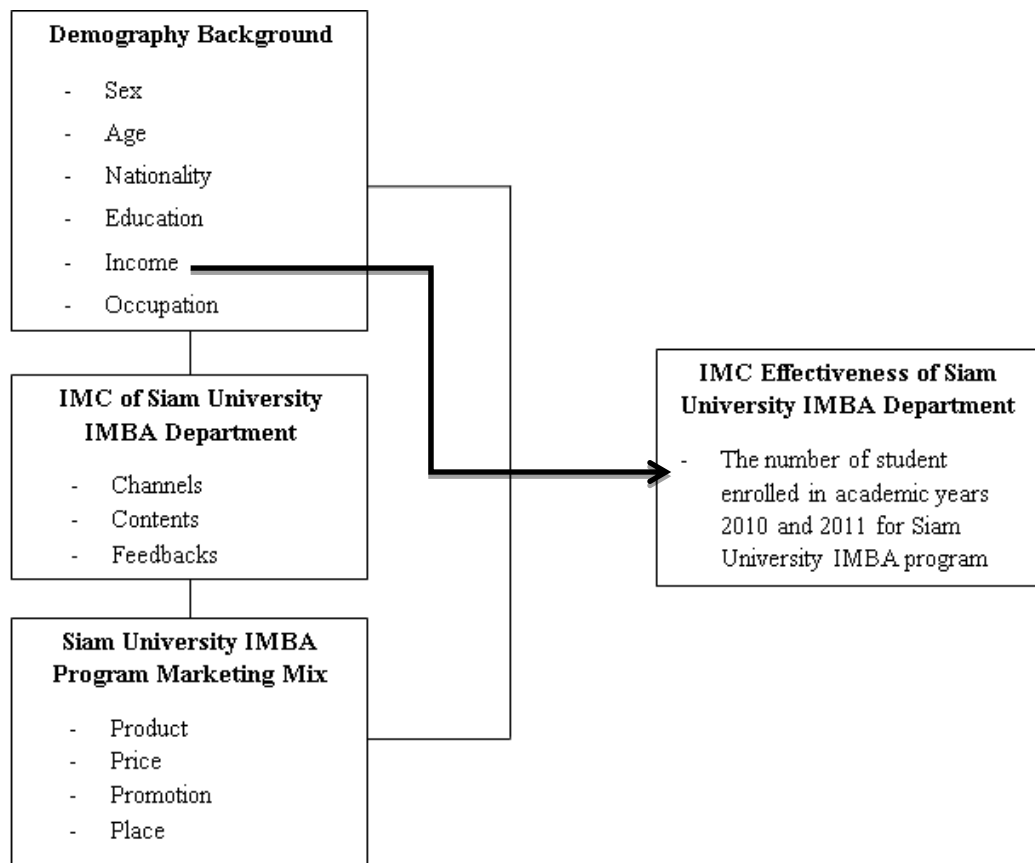 Demography Background
- Sex
- Age
- Nationality
- Education
- Income
- Occupation
IMC of Siam University
IMBA Department
- Channels
- Contents
- Feedbacks
Siam University IMBA
Program Marketing Mix
- Product
- Price
- Promotion
- Place
IMC Effectiveness of Siam
University IMBA Department
- The number of student
enrolled in academic years
2010 and 2011 for Siam
University IMBA program